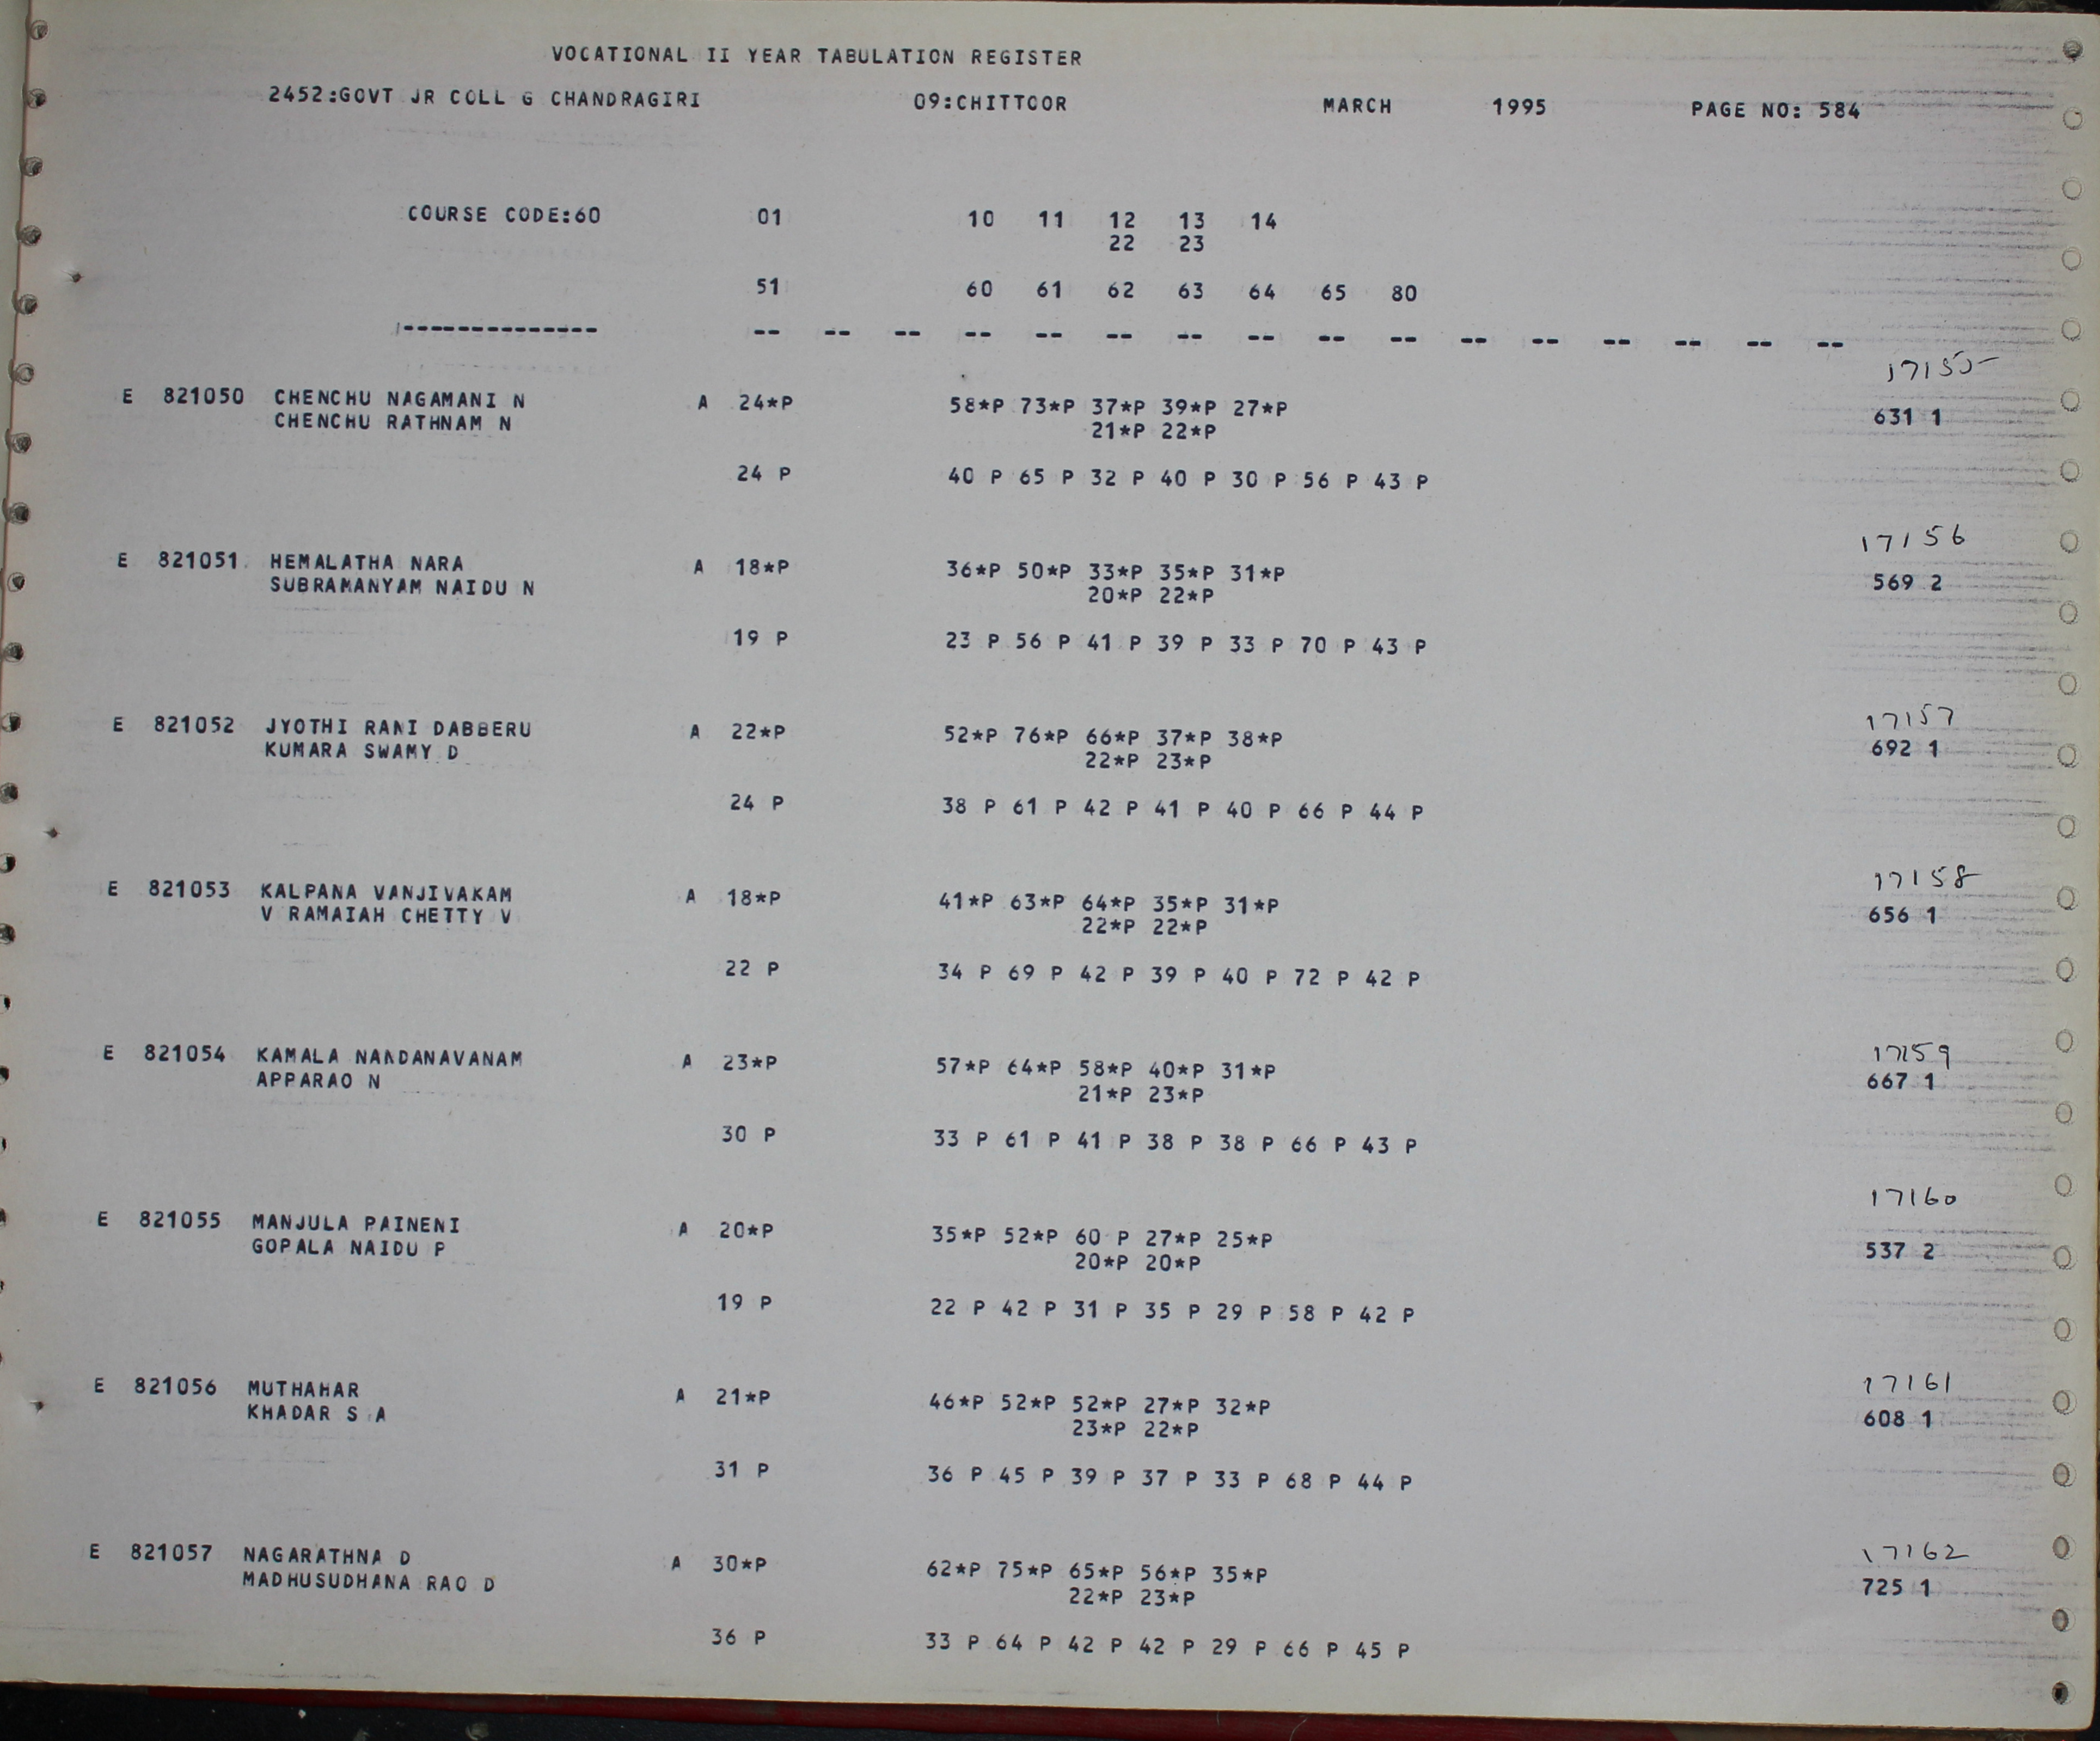 VOCATIONAL II YEAR TABULATION REGISTER
2452:GOVT JR COLL G CHANDRAGIRI 09:CHITTOOR MARCH 1995 PAGE NO: 584
COURSE CODE:60 01 10 11 12 13 14
22 23
51 60 61 62 63 64 65 80
-------------- -- -- -- -- -- -- -- -- -- -- -- -- -- -- -- --
17155
E 821050 CHENCHU NAGAMANI N A 24*P 58*P 73*P 37*P 39*P 27*P 631 1
CHENCHU RATHNAM N 21*P 22*P
24 P 40 P 65 P 32 P 40 P 30 P 56 P 43 P
17156
E 821051 HEMALATHA NARA A 18*P 36*P 50*P 33*P 35*P 31*P 569 2
SUBRAMANYAM NAIDU N 20*P 22*P
19 P 23 P 56 P 41 P 39 P 33 P 70 P 43 P
17157
E 821052 JYOTHI RANI DABBERU A 22*P 52*P 76*P 66*P 37*P 38*P 692 1
KUMARA SWAMY D 22*P 23*P
24 P 38 P 61 P 42 P 41 P 40 P 66 P 44 P
17158
E 821053 KALPANA VANJIVAKAM A 18*P 41*P 63*P 64*P 35*P 31*P 656 1
V RAMAIAH CHETTY V 22*P 22*P
22 P 34 P 69 P 42 P 39 P 40 P 72 P 42 P
17159
E 821054 KAMALA NANDANAVANAM A 23*P 57*P 64*P 58*P 40*P 31*P 667 1
APPARAO N 21*P 23*P
30 P 33 P 61 P 41 P 38 P 38 P 66 P 43 P
17160
E 821055 MANJULA PAINENI A 20*P 35*P 52*P 60 P 27*P 25*P 537 2
GOPALA NAIDU P 20*P 20*P
19 P 22 P 42 P 31 P 35 P 29 P 58 P 42 P
17161
E 821056 MUTHAHAR A 21*P 46*P 52*P 52*P 27*P 32*P 608 1
KHADAR S A 23*P 22*P
31 P 36 P 45 P 39 P 37 P 33 P 68 P 44 P
17162
E 821057 NAGARATHNA D A 30*P 62*P 75*P 65*P 56*P 35*P 725 1
MADHUSUDHANA RAO D 22*P 23*P
36 P 33 P 64 P 42 P 42 P 29 P 66 P 45 P